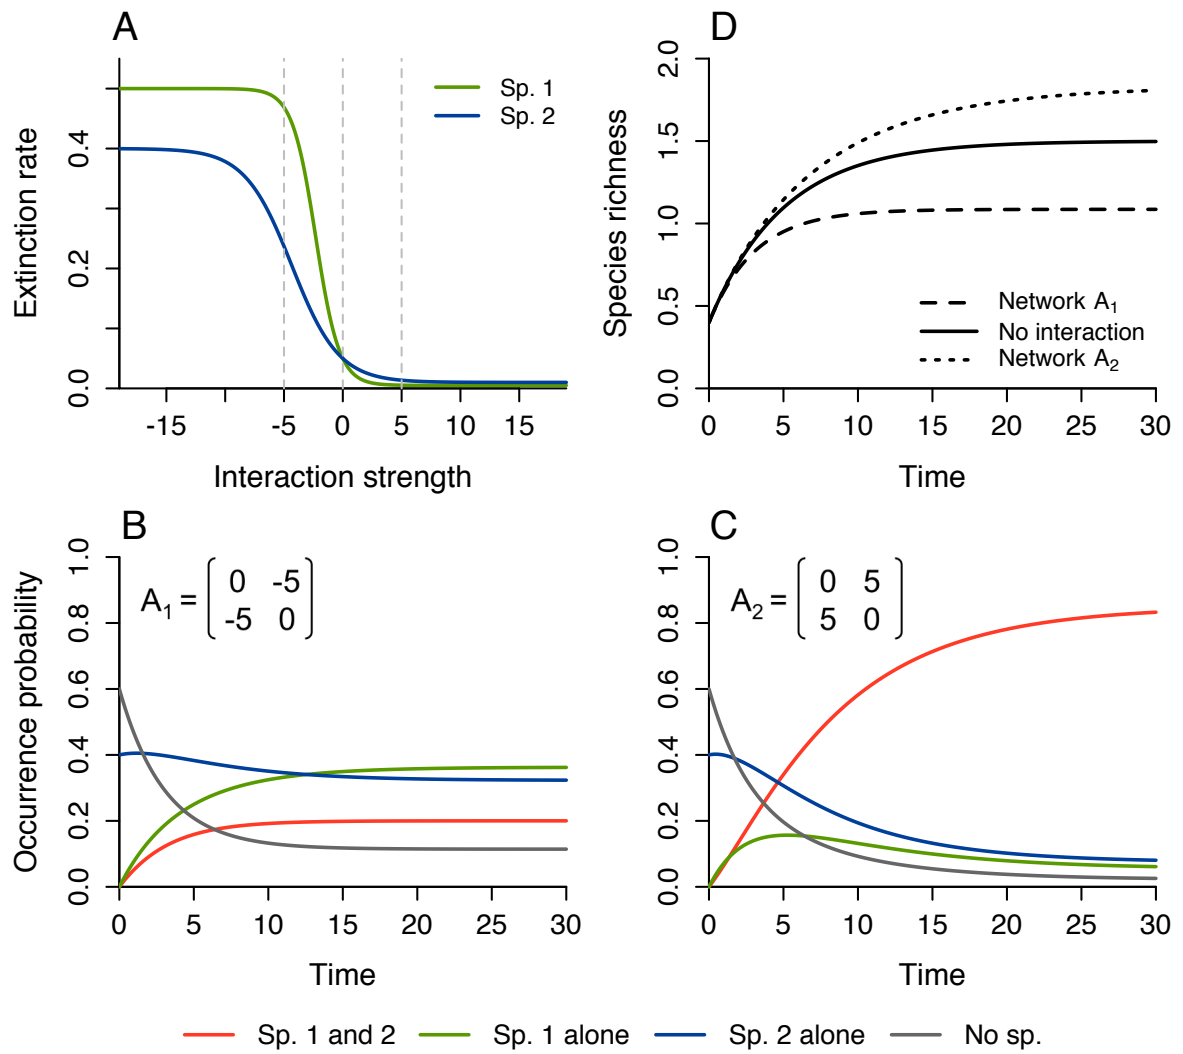 A
Extinction rate
0.0
0.2
0.4
Sp. 1
Sp. 2
-15
-5
0
5
10
15
Interaction strength
D
Species richness
0.0
0.5
1.0
1.5
2.0
Network A1
No interaction
Network A2
0
5
10
15
20
25
30
Time
B
Occurrence probability
0.0
0.2
0.4
0.6
0.8
1.0
A1 =
0 -5
-5 0
0
5
10
15
20
25
30
Time
C
0.0
0.2
0.4
0.6
0.8
1.0
A2 =
0 5
5 0
0
5
10
15
20
25
30
Time
Sp. 1 and 2
Sp. 1 alone
Sp. 2 alone
No sp.